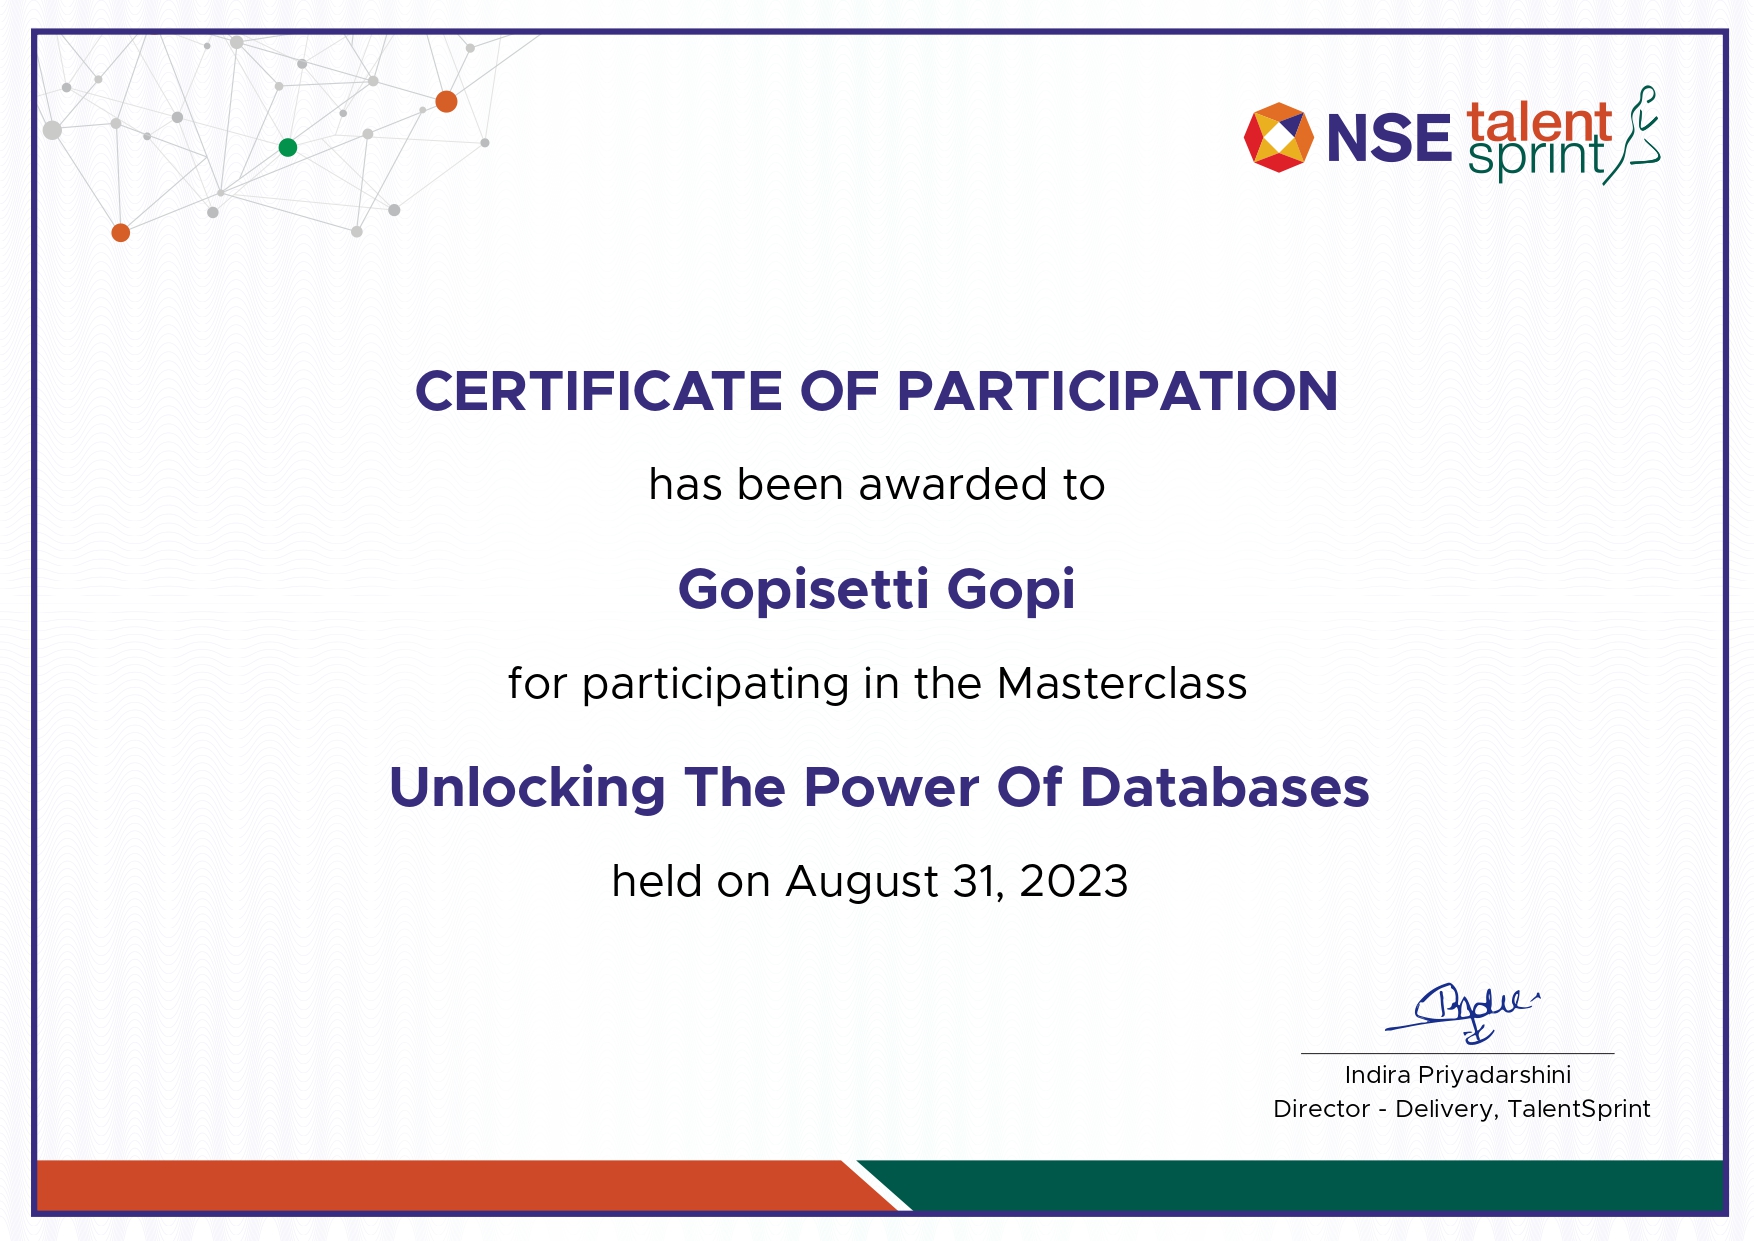 NSE talent sprint
CERTIFICATE OF PARTICIPATION
has been awarded to
Gopisetti Gopi
for participating in the Masterclass
Unlocking The Power Of Databases
held on August 31, 2023
Indira Priyadarshini
Director - Delivery, TalentSprint